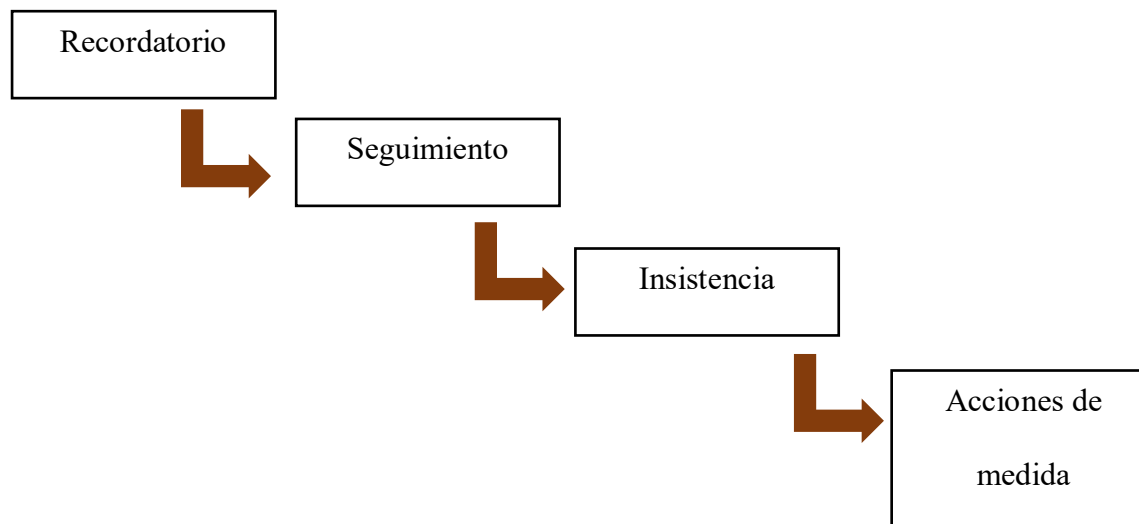 Recordatorio
Seguimiento
Insistencia
Acciones de
medida